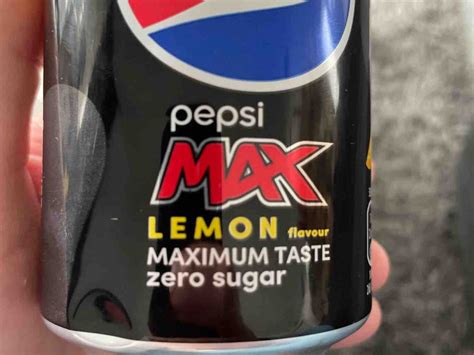 pepsi
MAX
LEMON flavour
MAXIMUM TASTE
zero sugar